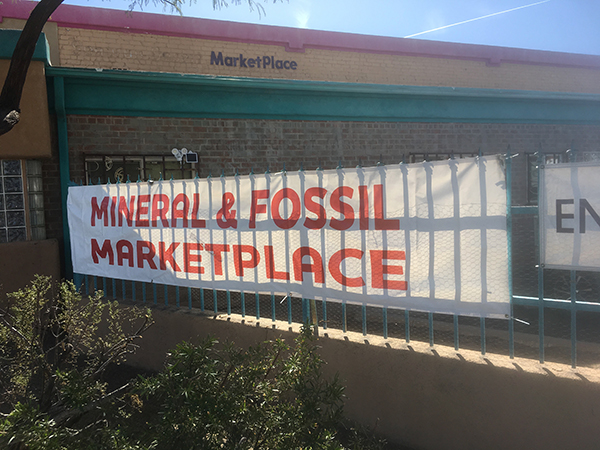 MarketPlace
MINERAL & FOSSIL
MARKETPLACE
EN